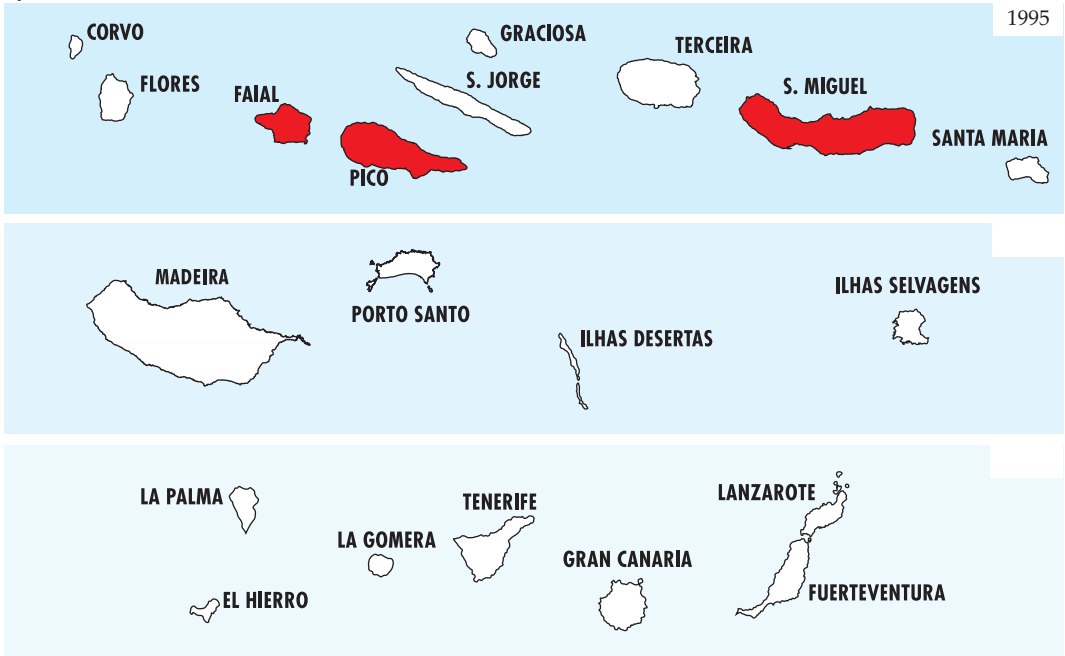 1995
CORVO
GRACIOSA
TERCEIRA
FLORES
S. JORGE
S. MIGUEL
FAIAL
SANTA MARIA
PICO
MADEIRA
ILHAS SELVAGENS
PORTO SANTO
ILHAS DESERTAS
LA PALMA
LANZAROTE
TENERIFE
LA GOMERA
GRAN CANARIA
FUERTEVENTURA
EL HIERRO